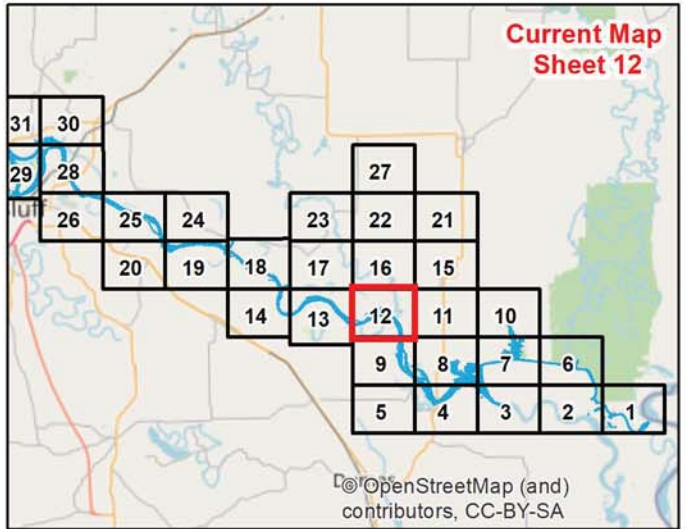 Current Map
Sheet 12
31 30
29 28 27
26 25 24 23 22 21
20 19 18 17 16 15
14 13 12 11 10
9 8 7 6
5 4 3 2 1
© OpenStreetMap (and)
contributors, CC-BY-SA